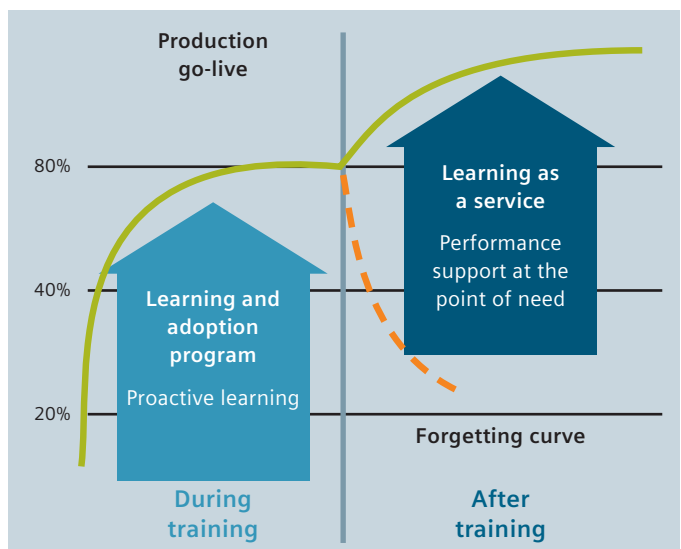 Production
go-live
80%
40%
20%
Learning and
adoption
program
Proactive learning
Learning as
a service
Performance
support at the
point of need
Forgetting curve
During
training
After
training